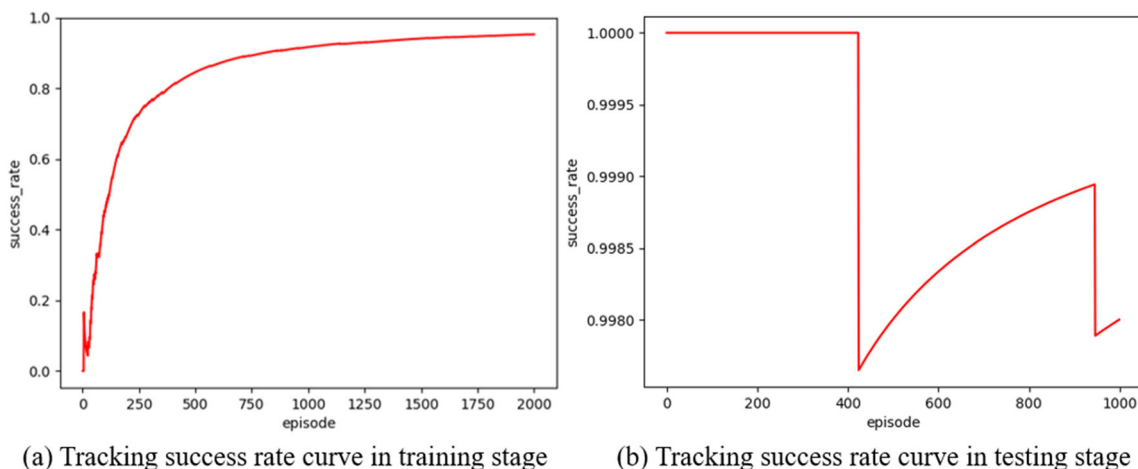 1.0
0.8
0.6
0.4
0.2
0.0
success_rate
0 250 500 750 1000 1250 1500 1750 2000
episode
(a) Tracking success rate curve in training stage
1.0000
0.9995
0.9990
0.9985
0.9980
success_rate
0 200 400 600 800 1000
episode
(b) Tracking success rate curve in testing stage